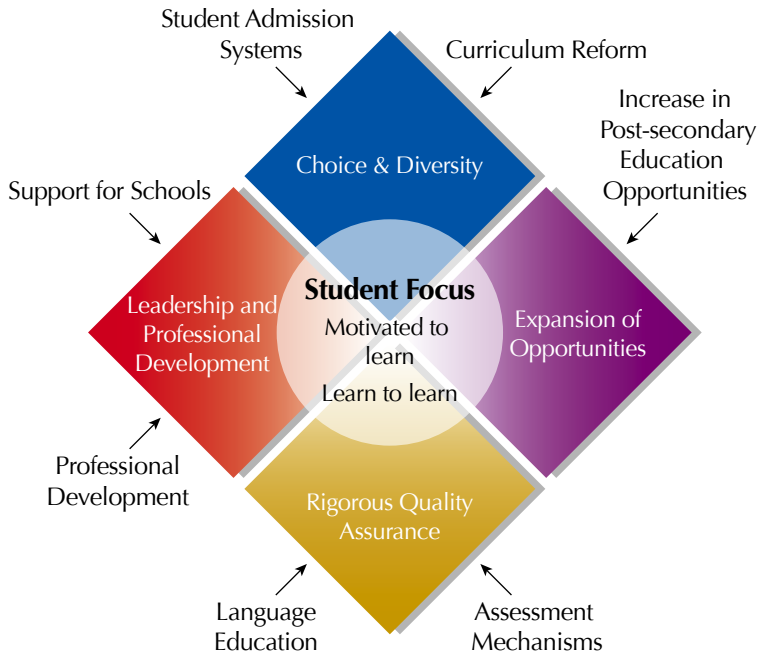 Student Admission
Systems
Curriculum Reform
Increase in
Post-secondary
Education
Opportunities
Choice & Diversity
Support for Schools
Leadership and
Professional
Development
Student Focus
Motivated to
learn
Learn to learn
Expansion of
Opportunities
Professional
Development
Rigorous Quality
Assurance
Language
Education
Assessment
Mechanisms